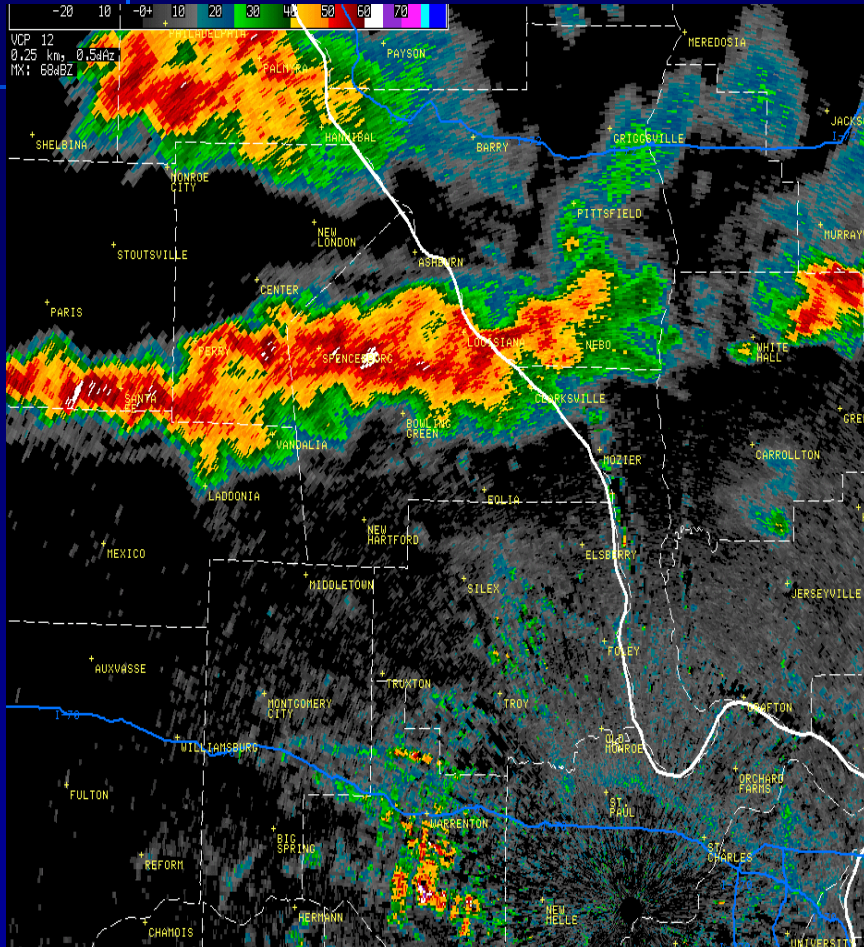 -20 10 -0+ 10 20 30 40 50 60 70
VCP 12
0.25 km, 0.5dAz
MX: 68dBZ
PHILADELPHIA
PAYSON
MEREDOSIA
PALMYRA
SHELBINA
HANNIBAL
BARRY
GRIGGSVILLE
MONROE
CITY
PITTSFIELD
NEW
LONDON
STOUTSVILLE
ASHBURN
CENTER
PARIS
PERRY
SPENCESBURG
LOUISIANA
NEBO
WHITE
HALL
SANTA
FE
CLARKSVILLE
BOWLING
GREEN
VANDALIA
MOZIER
CARROLLTON
LADDONIA
EOLIA
NEW
HARTFORD
MEXICO
ELSBERRY
MIDDLETOWN
SILEX
JERSEYVILLE
FOLEY
AUXVASSE
TRUXTON
MONTGOMERY
CITY
TROY
GRAFTON
I-70
WILLIAMSBURG
OLD
MONROE
ORCHARD
FARMS
FULTON
ST.
PAUL
WARRENTON
BIG
SPRING
ST.
CHARLES
REFORM
HERMANN
NEW
MELLE
CHAMOIS